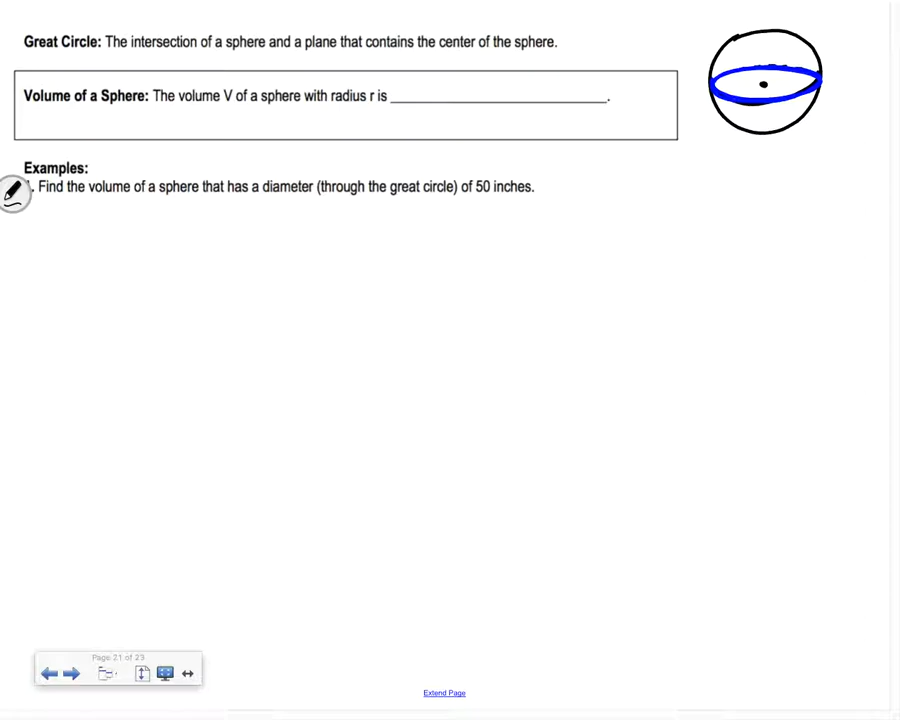 Great Circle: The intersection of a sphere and a plane that contains the center of the sphere.
Volume of a Sphere: The volume V of a sphere with radius r is ______________________________.
Examples:
. Find the volume of a sphere that has a diameter (through the great circle) of 50 inches.
Page 21 of 23
Extend Page